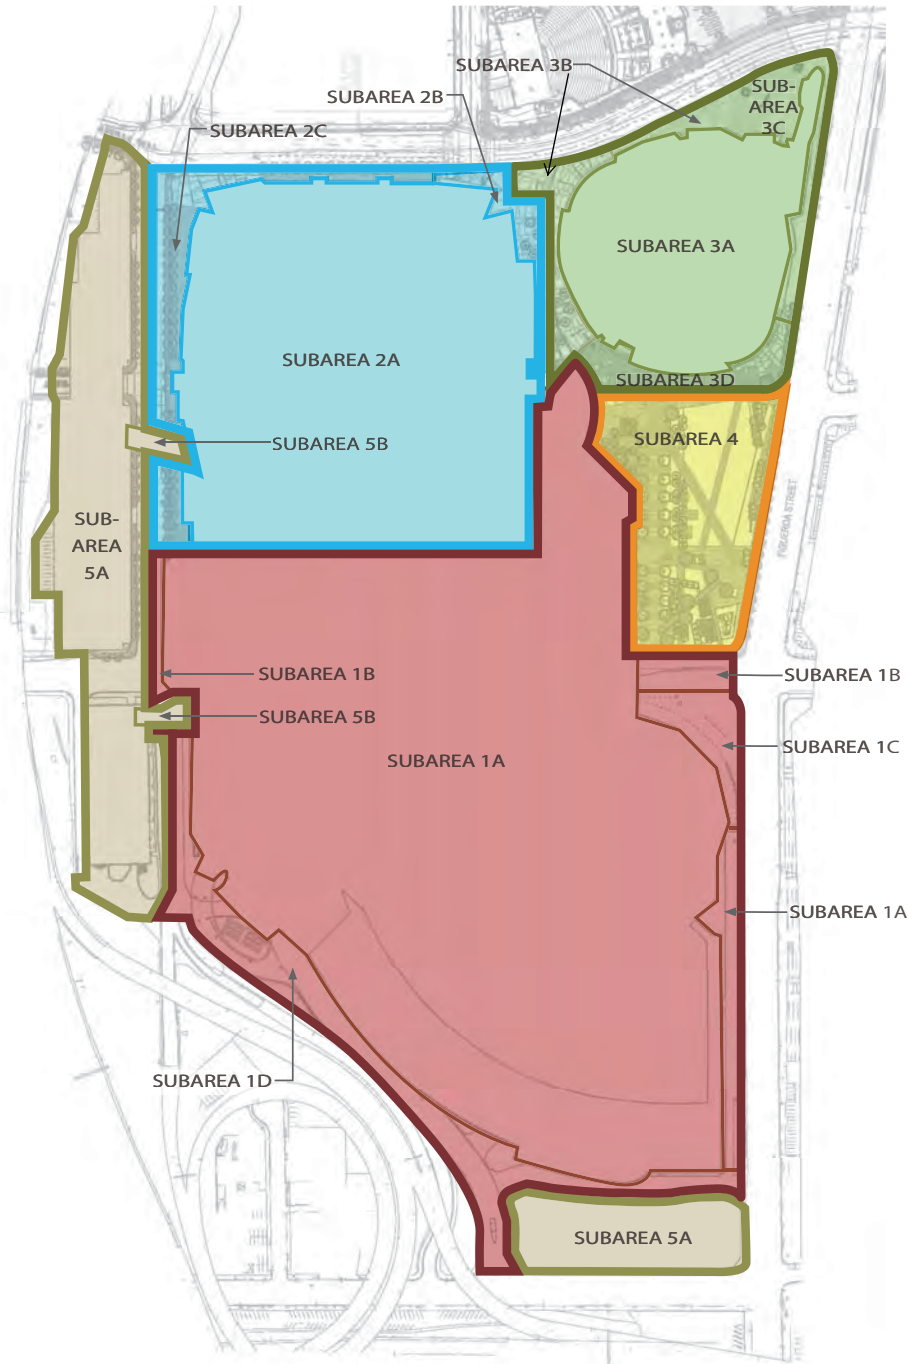 SUBAREA 3B
SUBAREA 2B
SUB-
AREA
3C
SUBAREA 2C
SUBAREA 3A
SUBAREA 2A
SUBAREA 3D
SUBAREA 4
SUBAREA 5B
FIGUEROA STREET
SUB-
AREA
5A
SUBAREA 1B
SUBAREA 1B
SUBAREA 5B
SUBAREA 1C
SUBAREA 1A
SUBAREA 1A
SUBAREA 1D
SUBAREA 5A